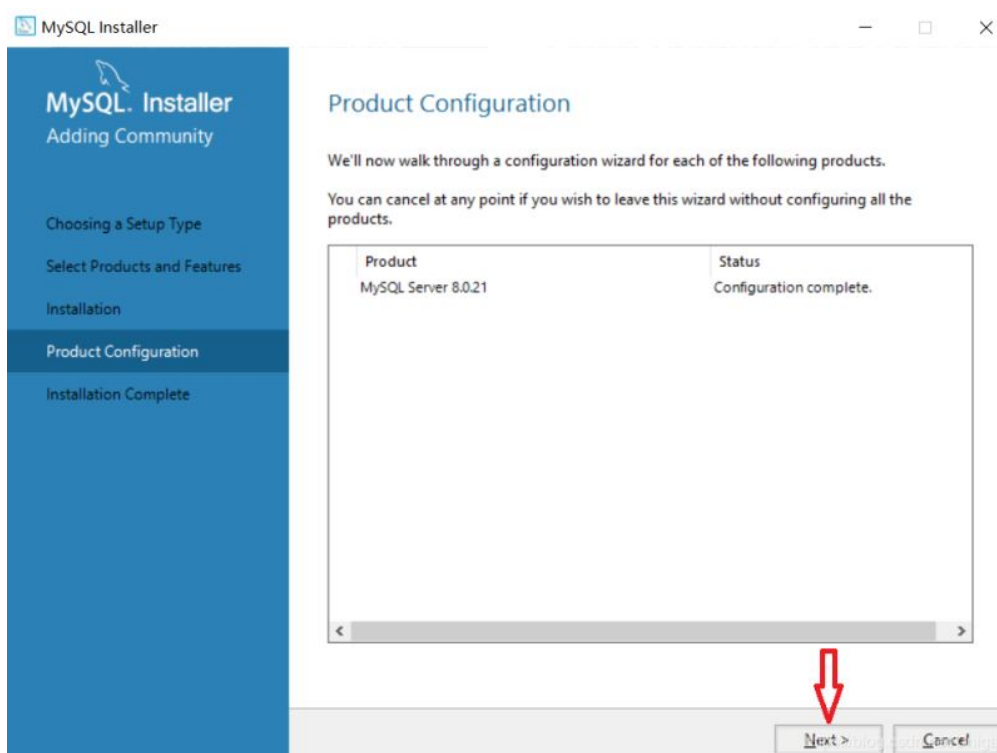 MySQL Installer
MySQL. Installer
Adding Community
Choosing a Setup Type
Select Products and Features
Installation
Product Configuration
Installation Complete
Product Configuration
We'll now walk through a configuration wizard for each of the following products.
You can cancel at any point if you wish to leave this wizard without configuring all the
products.
Product Status
MySQL Server 8.0.21 Configuration complete.
Next > Cancel